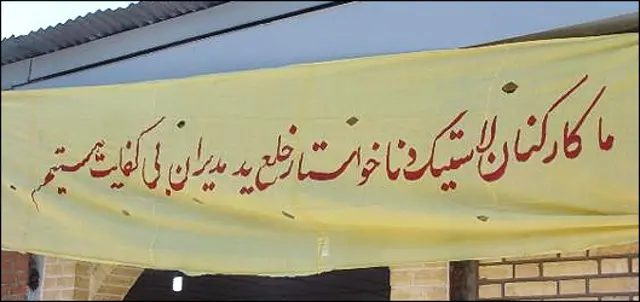 ما کارکنان لاستیک دنا خواستار خلع ید مدیران بی کفایت هستیم